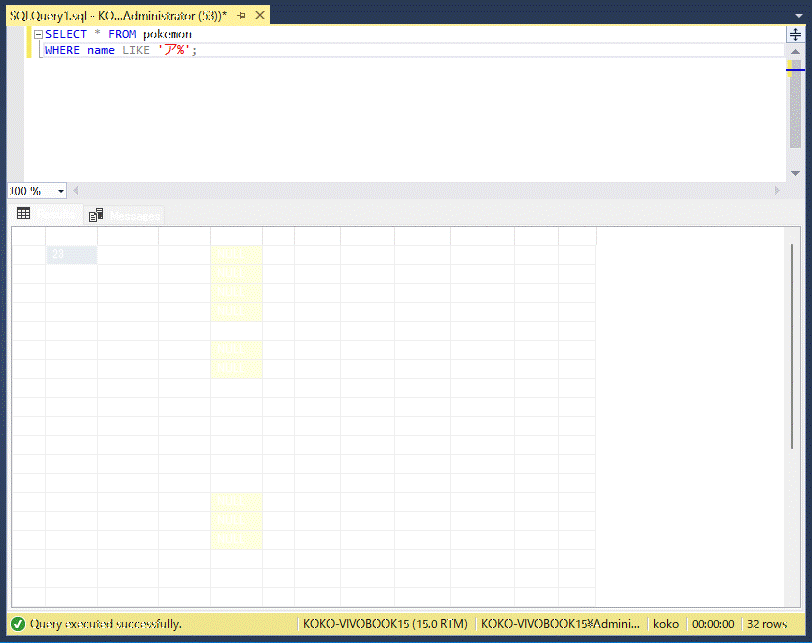 SQLQuery1.sql - KO...Administrator (53))*
SELECT * FROM pokemon
WHERE name LIKE 'ア%';
100 %
Results
Messages
23
Query executed successfully.
KOKO-VIVOBOOK15 (15.0 RTM)
KOKO-VIVOBOOK15¥Admini...
koko
00:00:00
32 rows